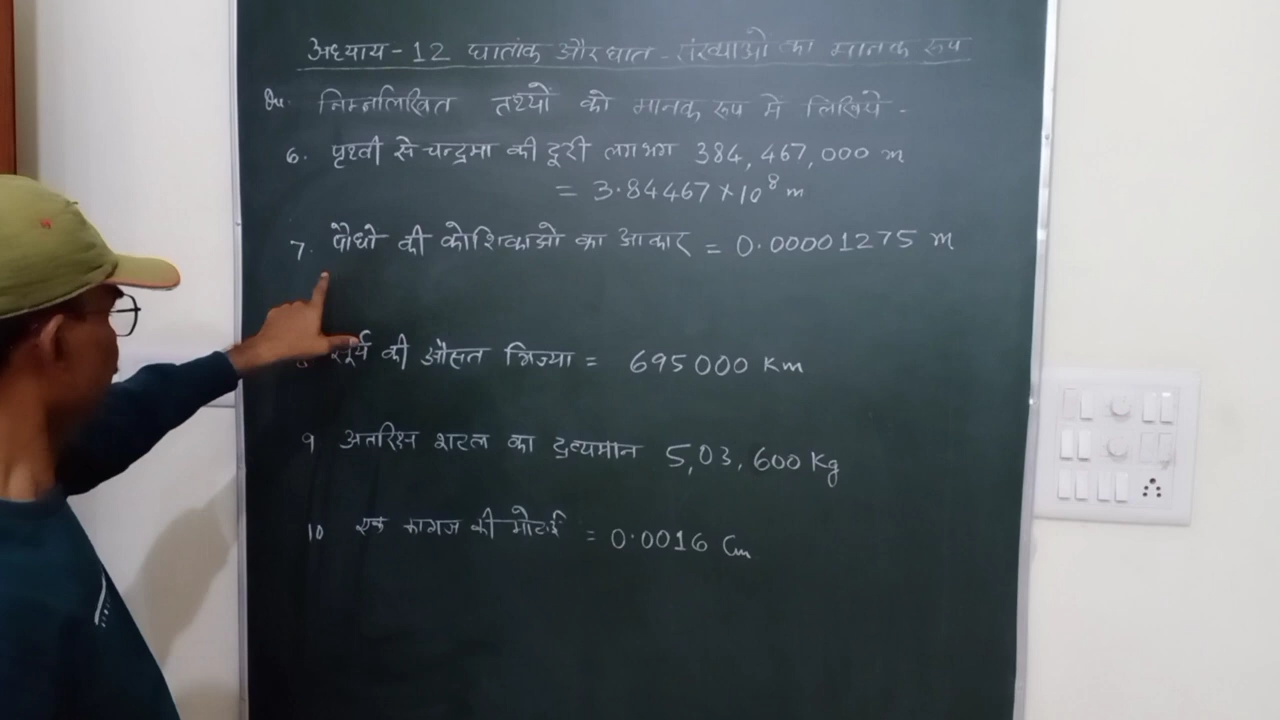 अध्याय - 12 घातांक और घात - संख्याओ का मानक रूप
Qu. निम्नलिखित तथ्यो को मानक रूप मे लिखिये -
6. पृथ्वी से चन्द्रमा की दूरी लगभग 384,467,000 m
= 3.84467 × 10⁸ m
7. पौधो की कोशिकाओ का आकार = 0.00001275 m
सूर्य की औसत त्रिज्या = 695000 Km
9 अतरिक्ष शटल का द्रव्यमान 5,03,600 Kg
10 एक कागज की मोटाई = 0.0016 Cm